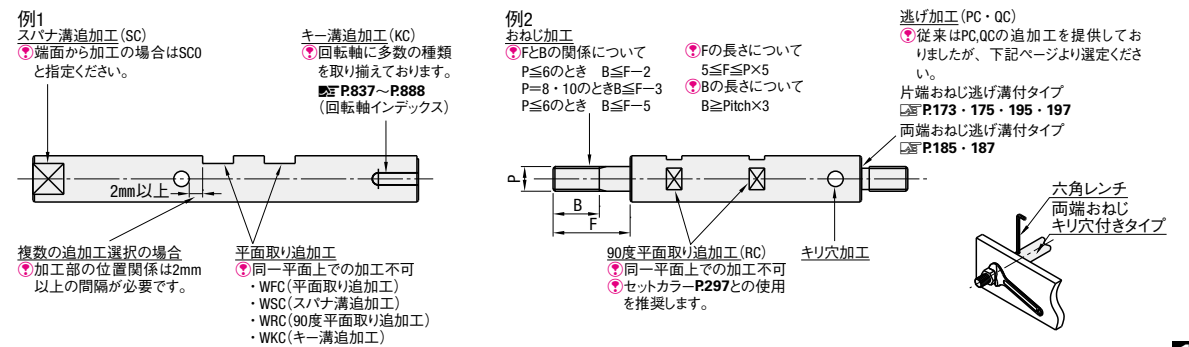 例1
スパナ溝追加工(SC)
端面から加工の場合はSC0
と指定ください。
キー溝追加工(KC)
回転軸に多数の種類
を取り揃えております。
P.837～P.888
(回転軸インデックス)
2mm以上
複数の追加工選択の場合
加工部の位置関係は2mm
以上の間隔が必要です。
平面取り追加工
同一平面上での加工不可
・WFC(平面取り追加工)
・WSC(スパナ溝追加工)
・WRC(90度平面取り追加工)
・WKC(キー溝追加工)
例2
おねじ加工
FとBの関係について
P≦6のとき B≦F－2
P＝8・10のときB≦F－3
P≦6のとき B≦F－5
Fの長さについて
5≦F≦P×5
Bの長さについて
B≧Pitch×3
逃げ加工(PC・QC)
従来はPC,QCの追加工を提供してお
りましたが、下記ページより選定くださ
い。
片端おねじ逃げ溝付タイプ
P.173・175・195・197
両端おねじ逃げ溝付タイプ
P.185・187
P
B
F
90度平面取り追加工(RC)
同一平面上での加工不可
セットカラーP.297との使用
を推奨します。
キリ穴加工
六角レンチ
両端おねじ
キリ穴付きタイプ